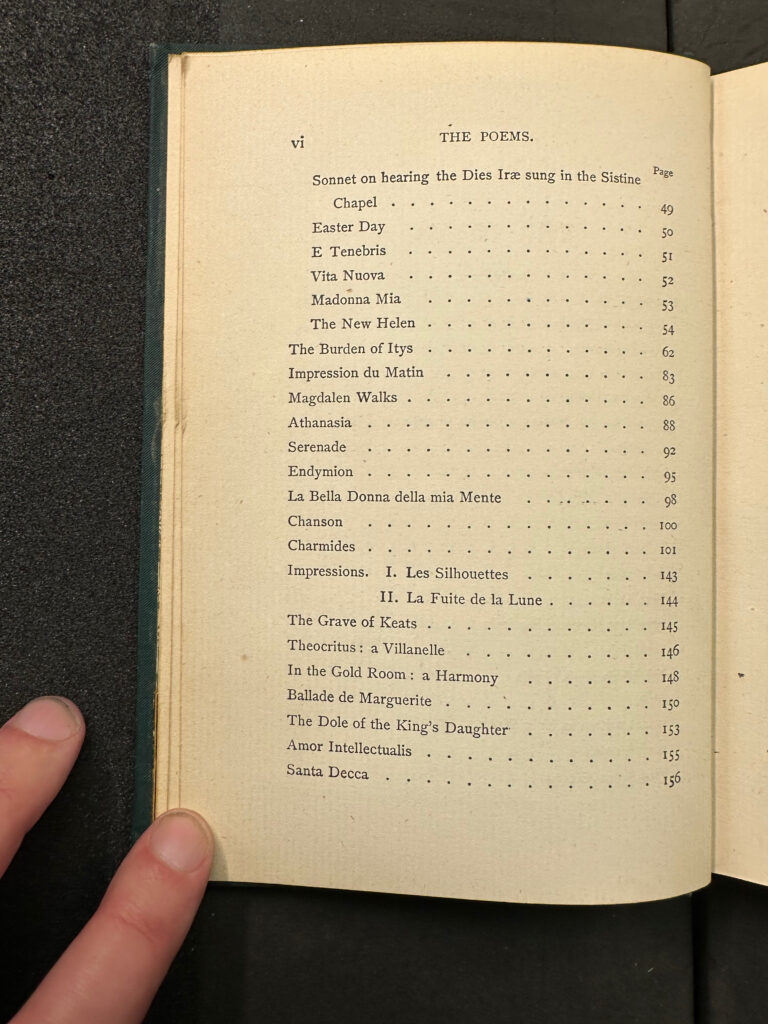 vi THE POEMS.
Page
Sonnet on hearing the Dies Iræ sung in the Sistine
Chapel . . . . . . . . . . . . . 49
Easter Day . . . . . . . . . . . . 50
E Tenebris . . . . . . . . . . . . 51
Vita Nuova . . . . . . . . . . . . 52
Madonna Mia . . . . . . . . . . . 53
The New Helen . . . . . . . . . . . 54
The Burden of Itys . . . . . . . . . . . 62
Impression du Matin . . . . . . . . . . 83
Magdalen Walks . . . . . . . . . . . . 86
Athanasia . . . . . . . . . . . . . . 88
Serenade . . . . . . . . . . . . . . 92
Endymion . . . . . . . . . . . . . . 95
La Bella Donna della mia Mente . . . . . . . 98
Chanson . . . . . . . . . . . . . . 100
Charmides . . . . . . . . . . . . . . 101
Impressions. I. Les Silhouettes . . . . . . . 143
II. La Fuite de la Lune . . . . . . 144
The Grave of Keats . . . . . . . . . . . 145
Theocritus : a Villanelle . . . . . . . . . . 146
In the Gold Room : a Harmony . . . . . . . 148
Ballade de Marguerite . . . . . . . . . . 150
The Dole of the King's Daughter . . . . . . . 153
Amor Intellectualis . . . . . . . . . . . 155
Santa Decca . . . . . . . . . . . . . 156